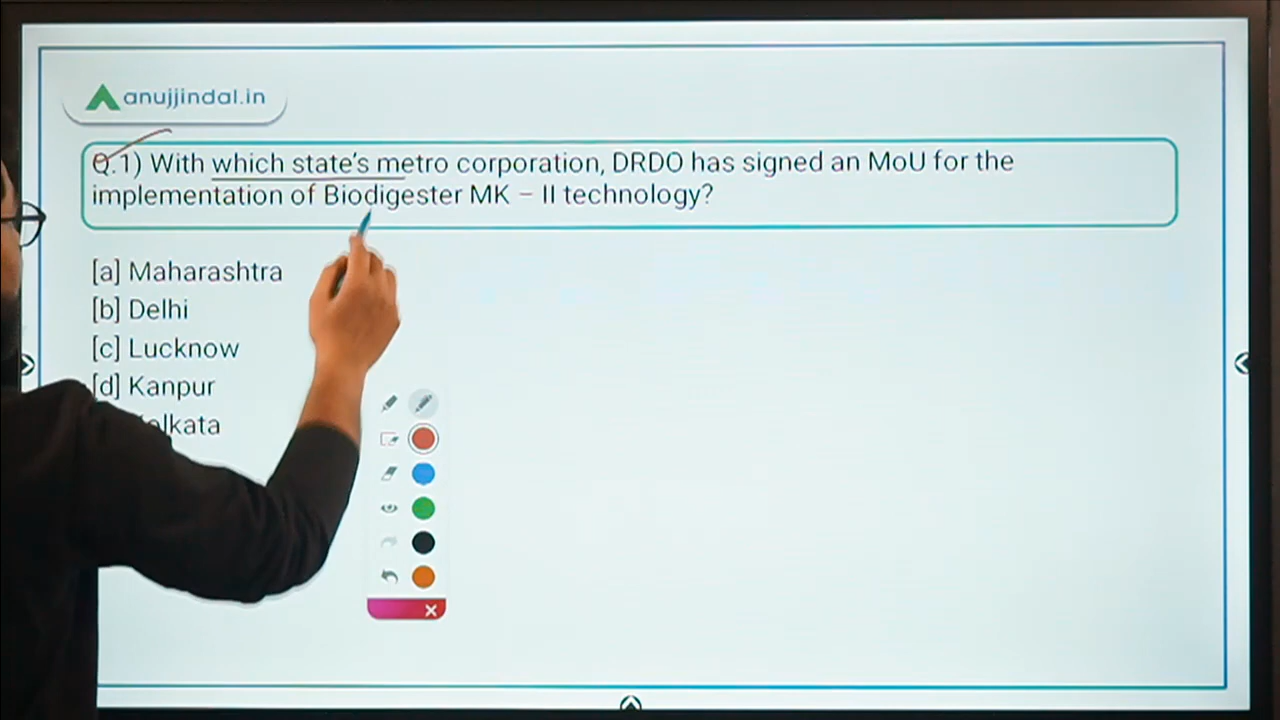 anujjindal.in
Q.1) With which state's metro corporation, DRDO has signed an MoU for the
implementation of Biodigester MK – II technology?
[a] Maharashtra
[b] Delhi
[c] Lucknow
[d] Kanpur